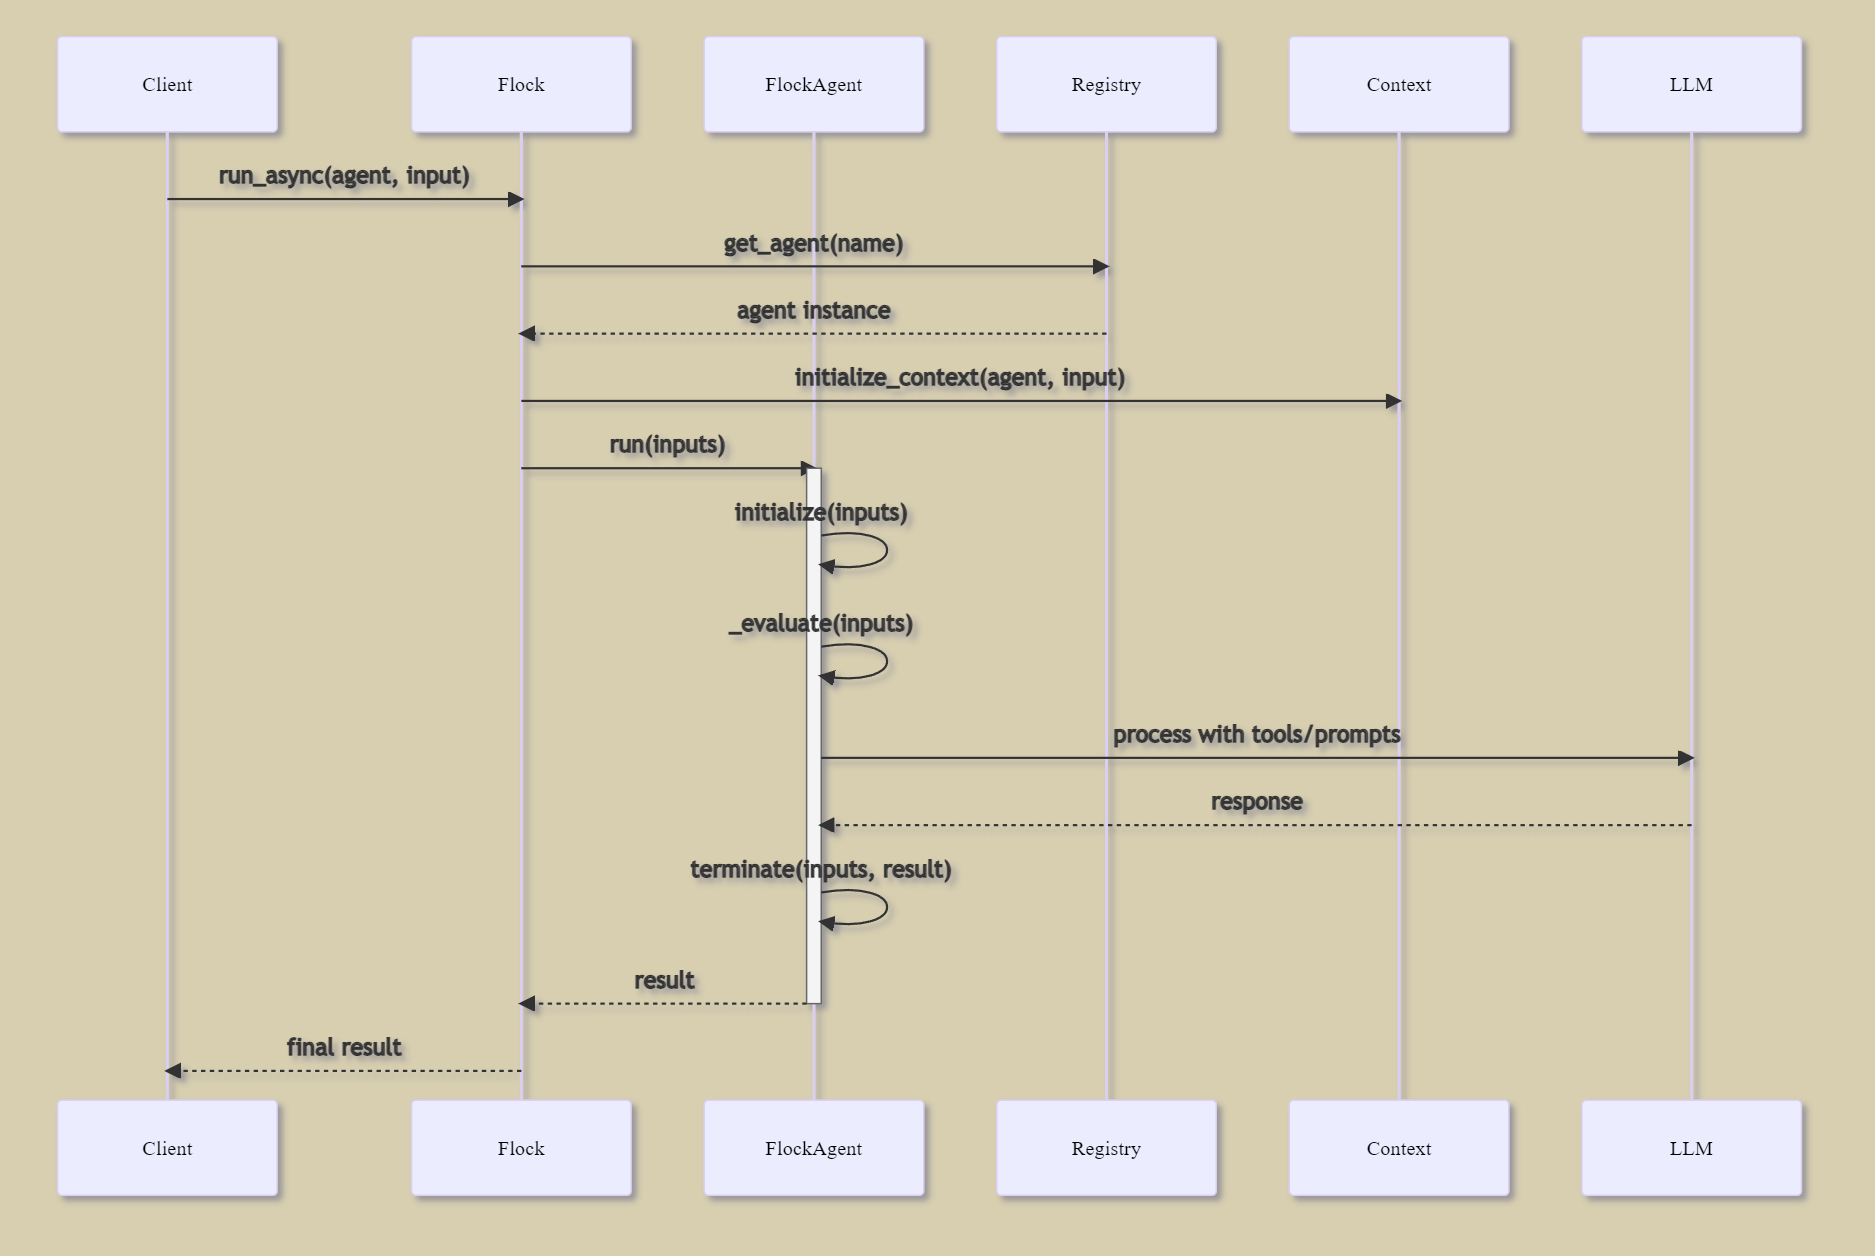 Client
Flock
FlockAgent
Registry
Context
LLM
run_async(agent, input)
get_agent(name)
agent instance
initialize_context(agent, input)
run(inputs)
initialize(inputs)
_evaluate(inputs)
process with tools/prompts
response
terminate(inputs, result)
result
final result
Client
Flock
FlockAgent
Registry
Context
LLM